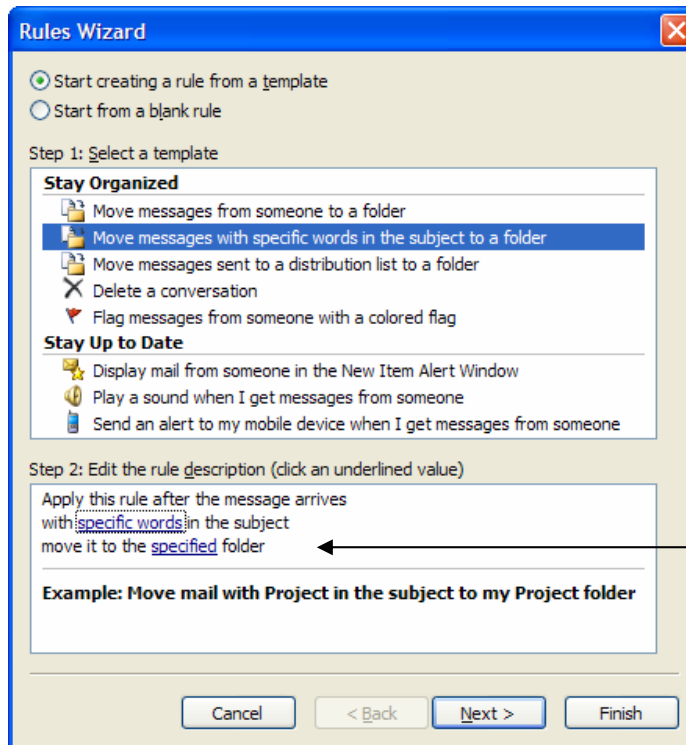 Rules Wizard
Start creating a rule from a template
Start from a blank rule
Step 1: Select a template
Stay Organized
Move messages from someone to a folder
Move messages with specific words in the subject to a folder
Move messages sent to a distribution list to a folder
Delete a conversation
Flag messages from someone with a colored flag
Stay Up to Date
Display mail from someone in the New Item Alert Window
Play a sound when I get messages from someone
Send an alert to my mobile device when I get messages from someone
Step 2: Edit the rule description (click an underlined value)
Apply this rule after the message arrives
with specific words in the subject
move it to the specified folder
Example: Move mail with Project in the subject to my Project folder
Cancel < Back Next > Finish